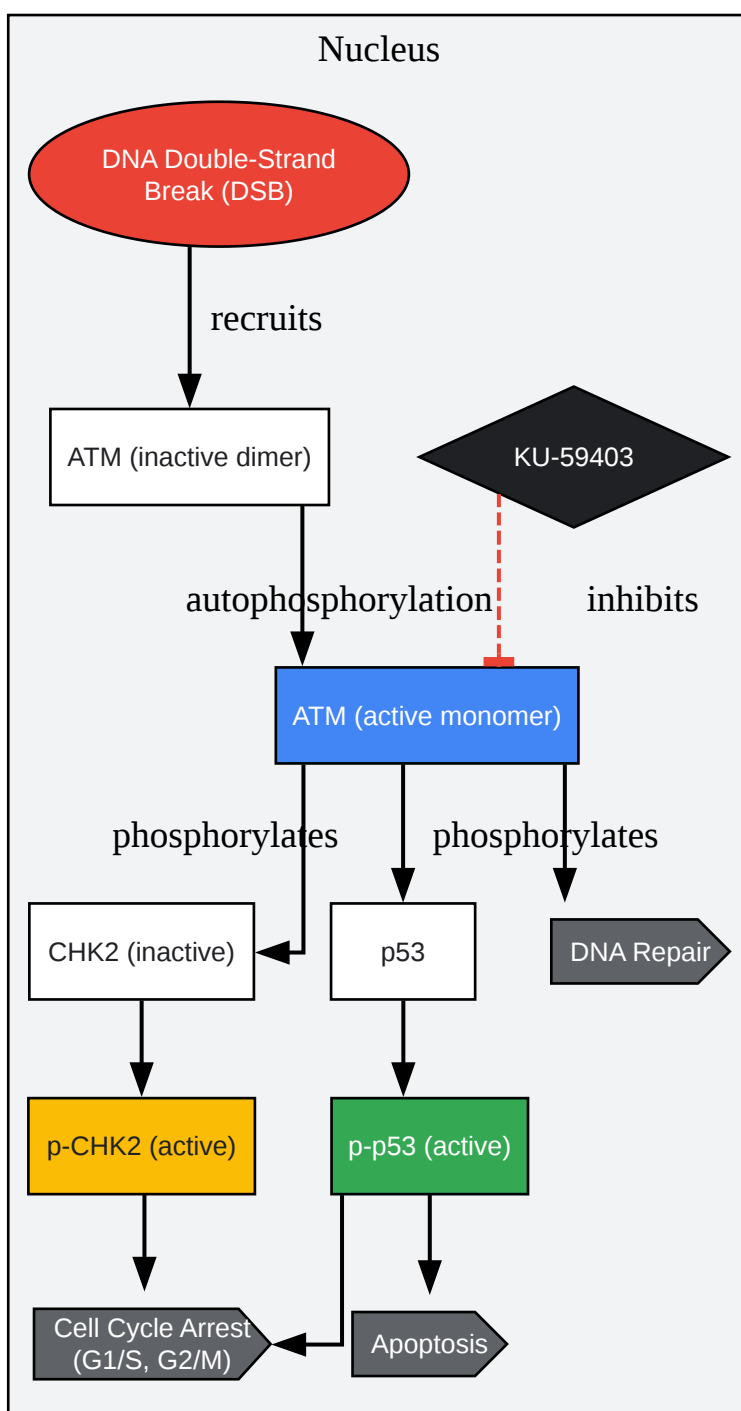 Nucleus
DNA Double-Strand
Break (DSB)
recruits
ATM (inactive dimer)
KU-59403
autophosphorylation
inhibits
ATM (active monomer)
phosphorylates
phosphorylates
CHK2 (inactive)
p53
DNA Repair
p-CHK2 (active)
p-p53 (active)
Cell Cycle Arrest
(G1/S, G2/M)
Apoptosis